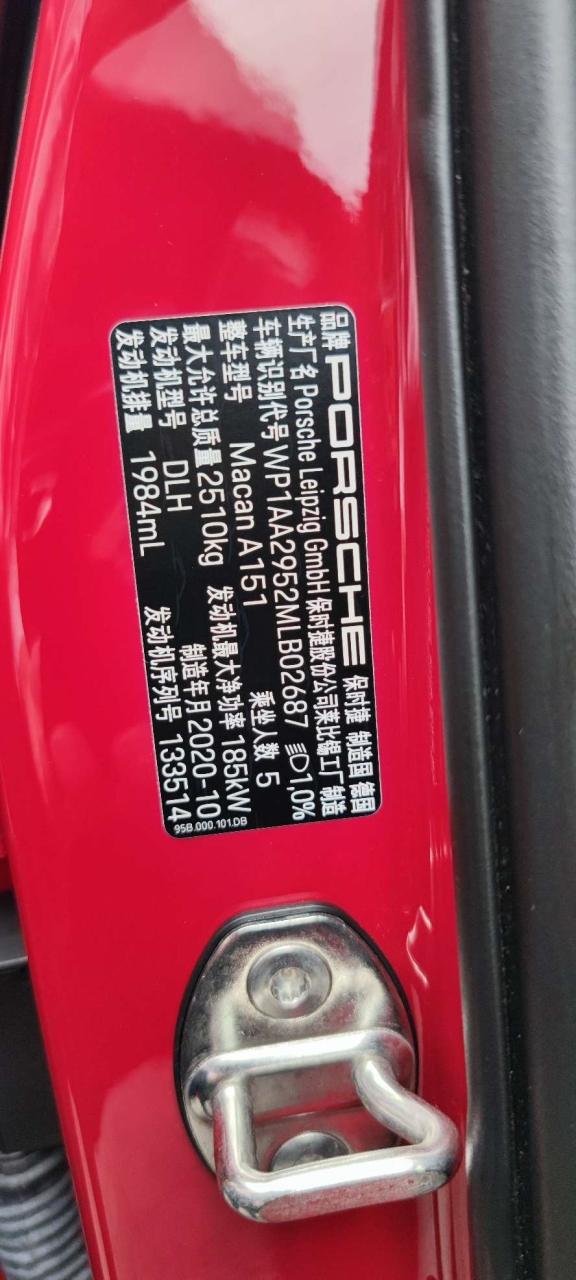 品牌 PORSCHE 保时捷 制造国 德国
生产厂名 Porsche Leipzig GmbH 保时捷股份公司莱比锡工厂 制造
车辆识别代号 WP1AA2952MLB02687 1,0%
整车型号 Macan A151 乘坐人数 5
最大允许总质量 2510kg 发动机最大净功率 185kW
发动机型号 DLH 制造年月 2020-10
发动机排量 1984mL 发动机序列号 133514
95B.000.101.DB